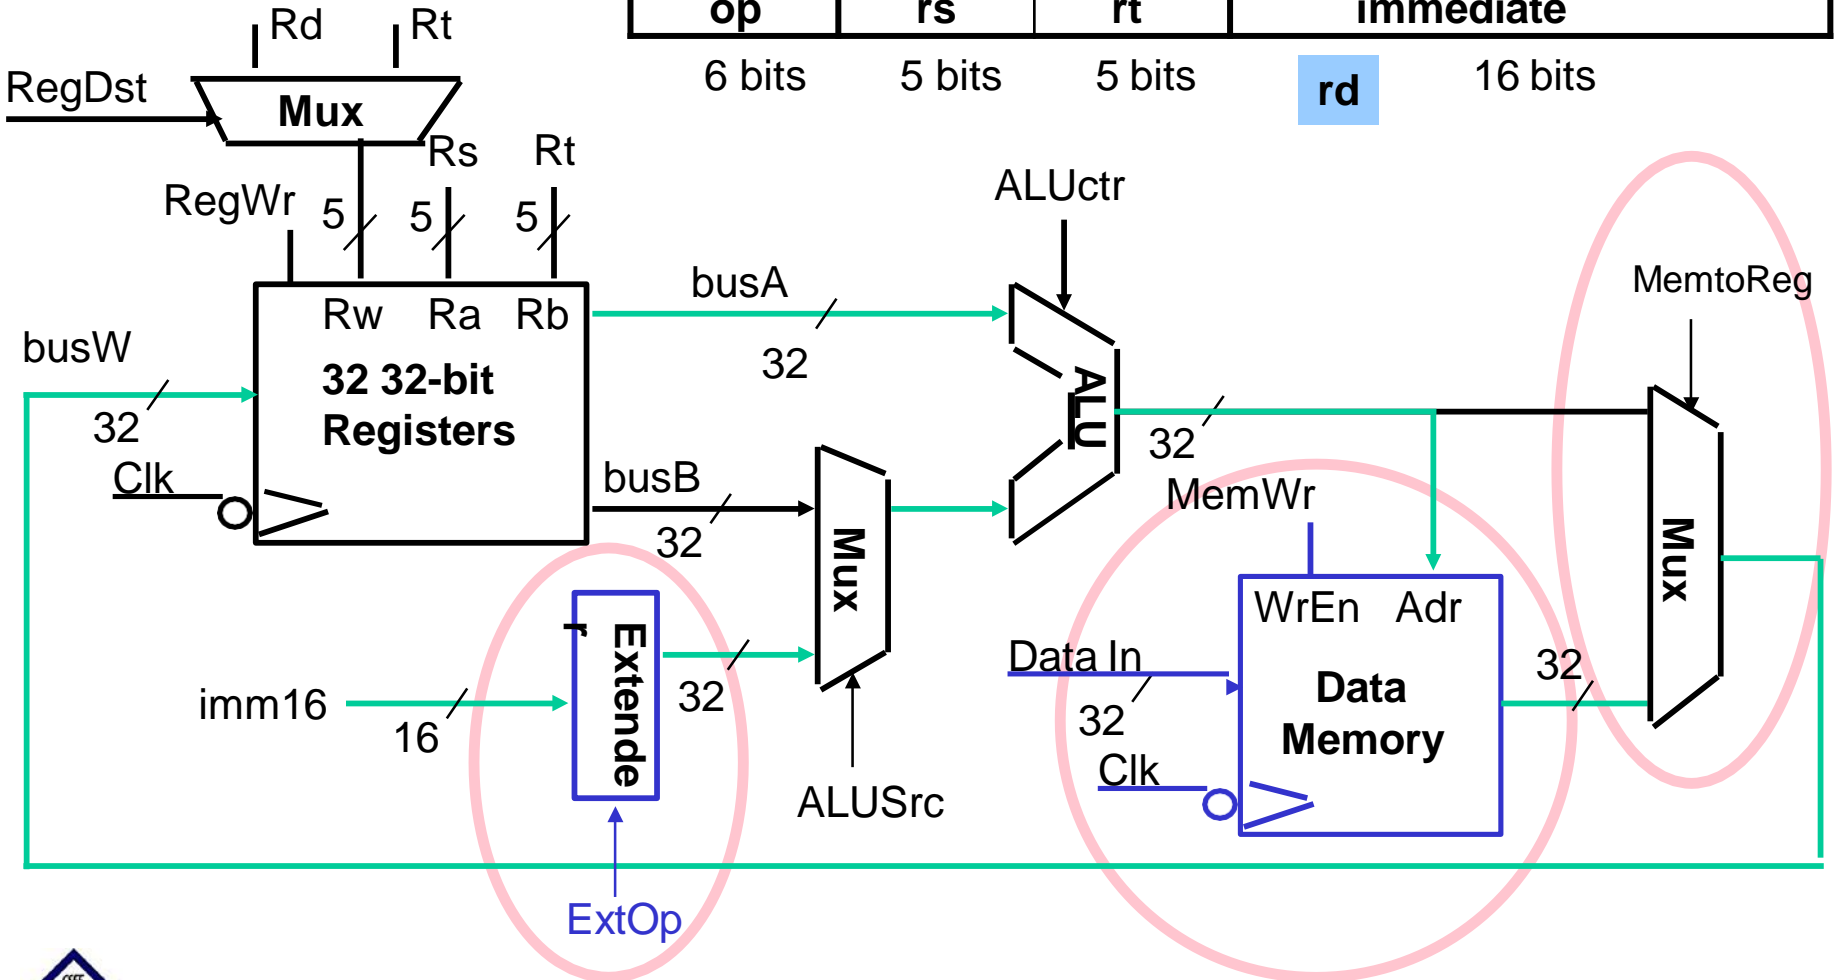 Rd Rt
op rs rt immediate
6 bits 5 bits 5 bits rd 16 bits
RegDst
Mux
Rs Rt
RegWr 5 5 5
ALUctr
busA
32
MemtoReg
Rw Ra Rb
busW
32
32 32-bit
Registers
Clk
ALU
32
busB
32
MemWr
Mux
Mux
WrEn Adr
Extende
r
32
Data In
32
32
Data
Memory
imm16
16
Clk
ALUSrc
ExtOp